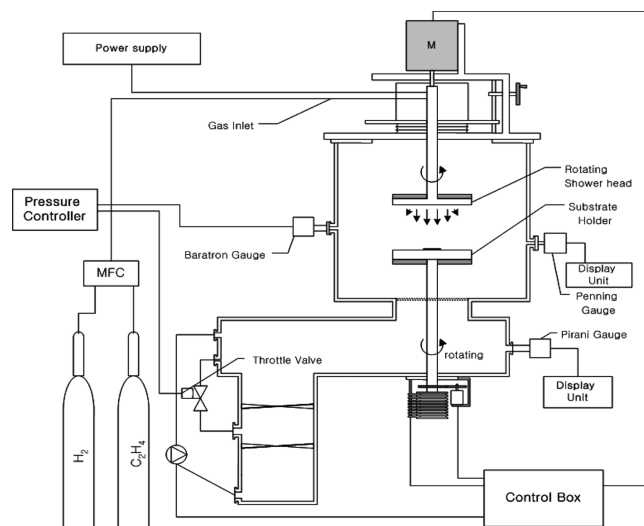 M
Power supply
Gas Inlet
Rotating
Shower head
Pressure
Controller
Substrate
Holder
Baratron Gauge
MFC
Display
Unit
Penning
Gauge
Pirani Gauge
rotating
Throttle Valve
Display
Unit
H2
C2H4
Control Box